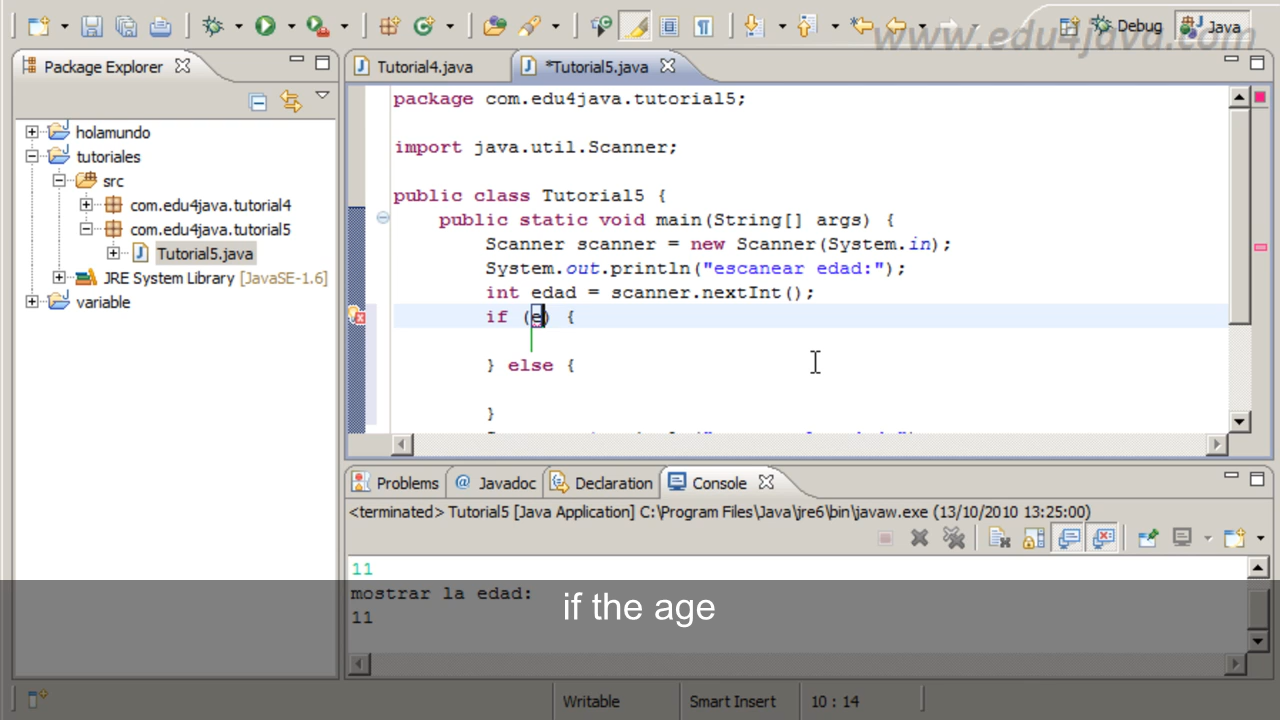 Debug
Java
www.edu4java.com
Package Explorer
Tutorial4.java
*Tutorial5.java
holamundo
tutoriales
src
com.edu4java.tutorial4
com.edu4java.tutorial5
Tutorial5.java
JRE System Library [JavaSE-1.6]
variable
package com.edu4java.tutorial5;
import java.util.Scanner;
public class Tutorial5 {
public static void main(String[] args) {
Scanner scanner = new Scanner(System.in);
System.out.println("escanear edad:");
int edad = scanner.nextInt();
if (e) {
} else {
}
Problems
Javadoc
Declaration
Console
<terminated> Tutorial5 [Java Application] C:\Program Files\Java\jre6\bin\javaw.exe (13/10/2010 13:25:00)
11
mostrar la edad:
11
if the age
Writable
Smart Insert
10 : 14